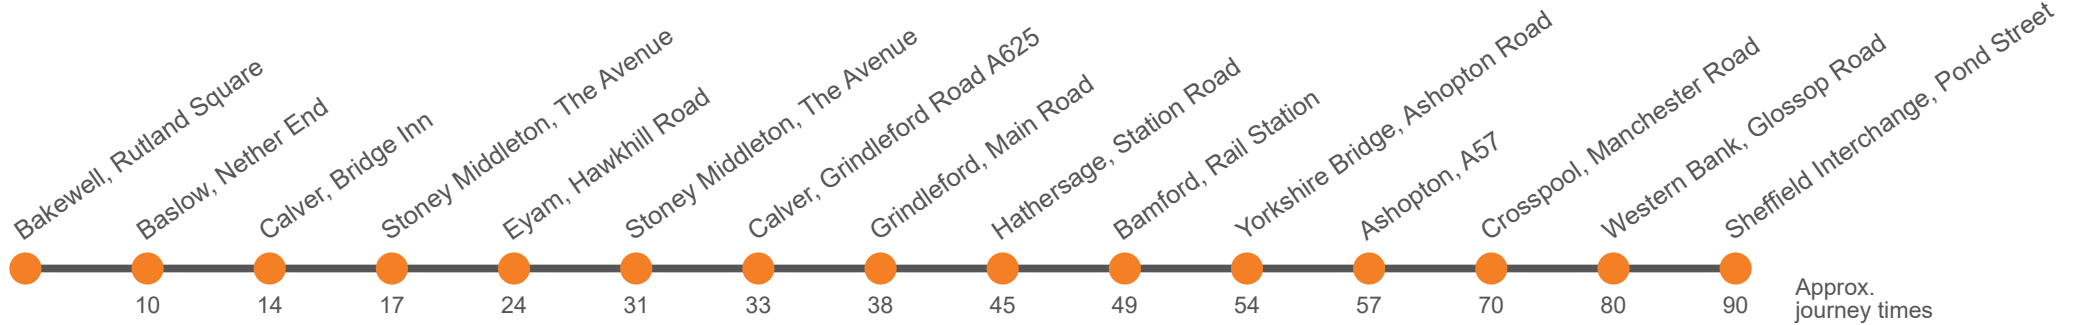 Bakewell, Rutland Square
Baslow, Nether End
Calver, Bridge Inn
Stoney Middleton, The Avenue
Eyam, Hawkhill Road
Stoney Middleton, The Avenue
Calver, Grindleford Road A625
Grindleford, Main Road
Hathersage, Station Road
Bamford, Rail Station
Yorkshire Bridge, Ashopton Road
Ashopton, A57
Crosspool, Manchester Road
Western Bank, Glossop Road
Sheffield Interchange, Pond Street
10 14 17 24 31 33 38 45 49 54 57 70 80 90
Approx.
journey times